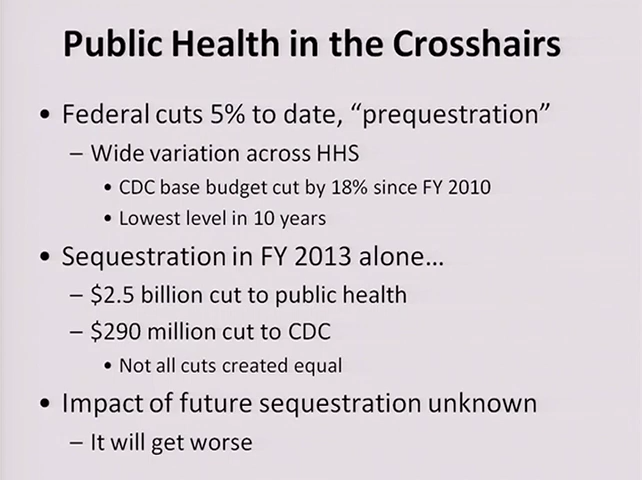 Public Health in the Crosshairs
• Federal cuts 5% to date, “prequestration”
– Wide variation across HHS
• CDC base budget cut by 18% since FY 2010
• Lowest level in 10 years
• Sequestration in FY 2013 alone…
– $2.5 billion cut to public health
– $290 million cut to CDC
• Not all cuts created equal
• Impact of future sequestration unknown
– It will get worse